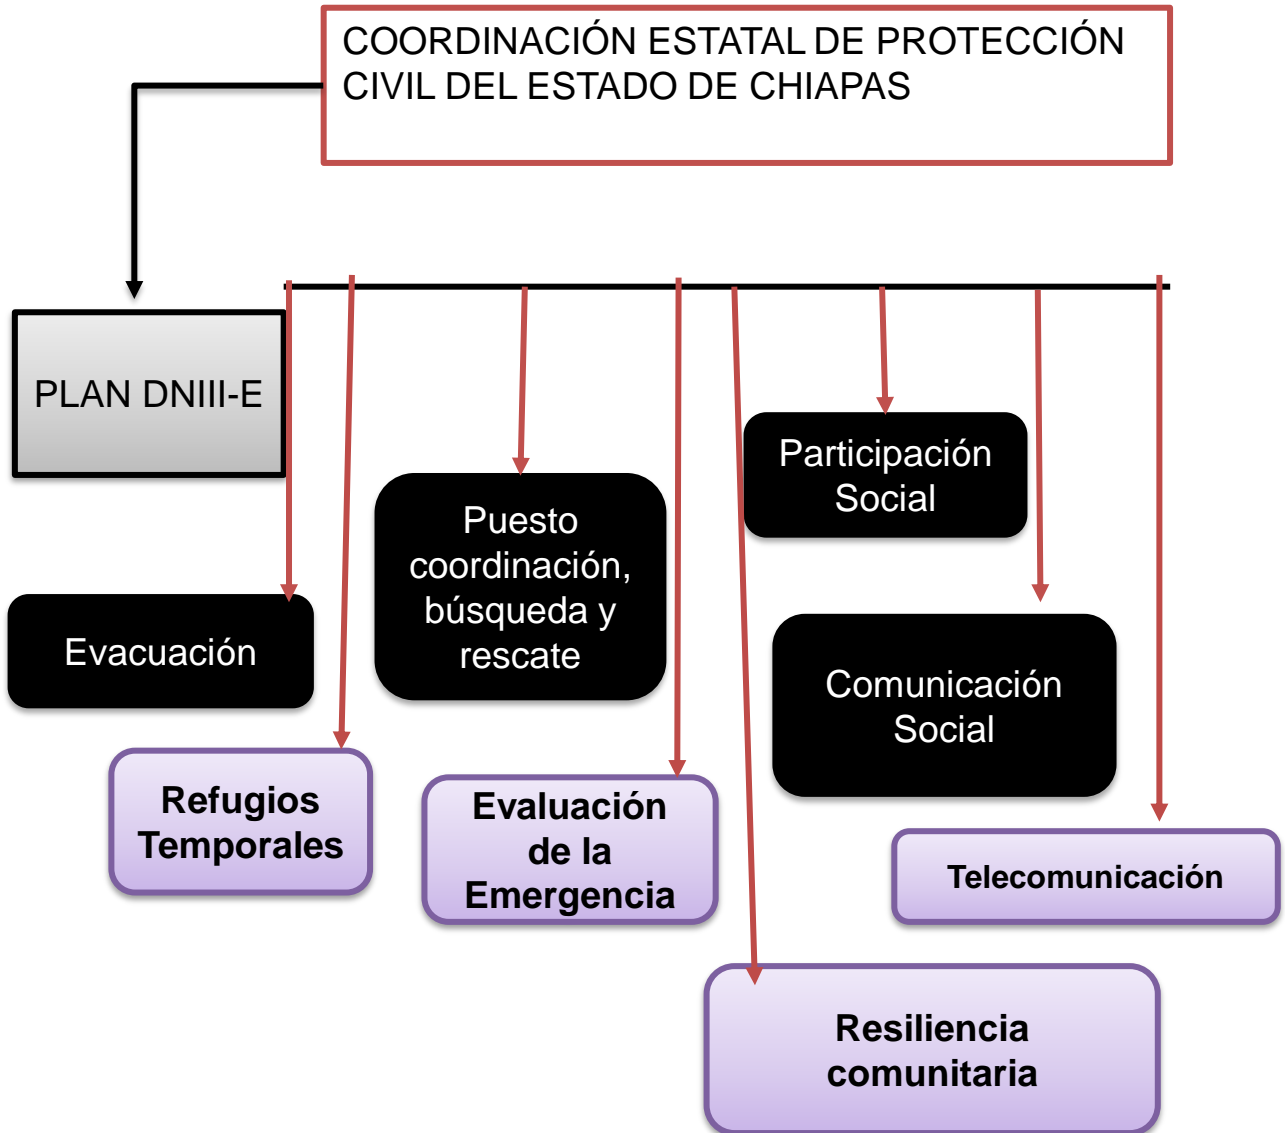 COORDINACIÓN ESTATAL DE PROTECCIÓN
CIVIL DEL ESTADO DE CHIAPAS
PLAN DNIII-E
Participación
Social
Puesto
coordinación,
búsqueda y
rescate
Evacuación
Comunicación
Social
Refugios
Temporales
Evaluación
de la
Emergencia
Telecomunicación
Resiliencia
comunitaria